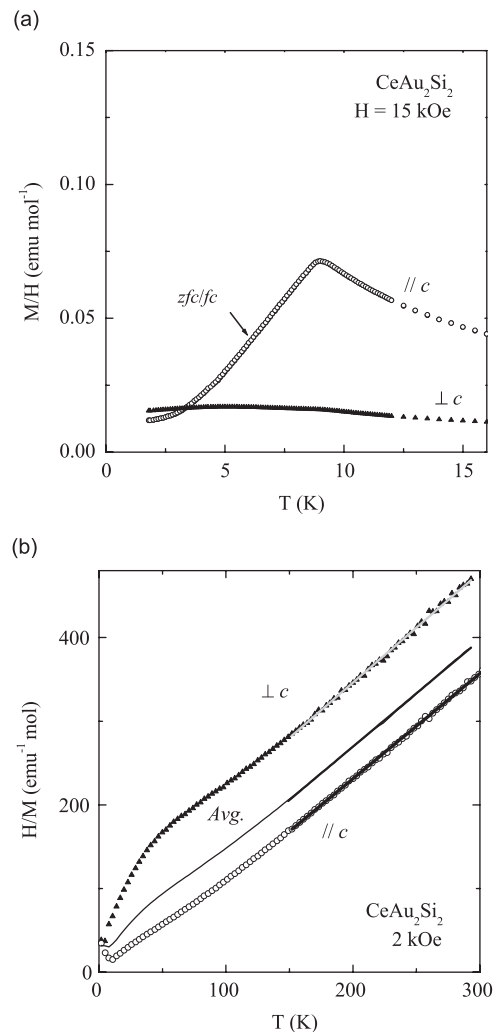 (a)
0.15
CeAu₂Si₂
H = 15 kOe
0.10
M/H (emu mol⁻¹)
// c
zfc/fc
0.05
⊥ c
0.00
0 5 10 15
T (K)
(b)
400
⊥ c
H/M (emu⁻¹ mol)
200
Avg.
// c
CeAu₂Si₂
2 kOe
0
0 100 200 300
T (K)